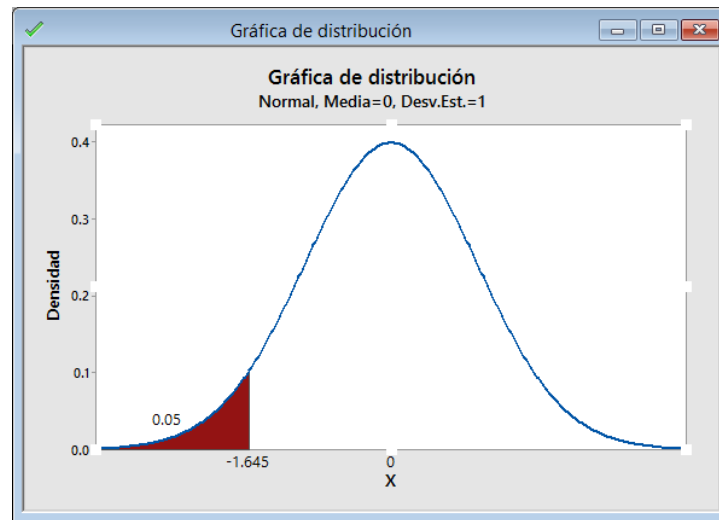 Gráfica de distribución
Gráfica de distribución
Normal, Media=0, Desv.Est.=1
0.4
0.3
0.2
0.1
0.0
Densidad
0.05
-1.645
0
X